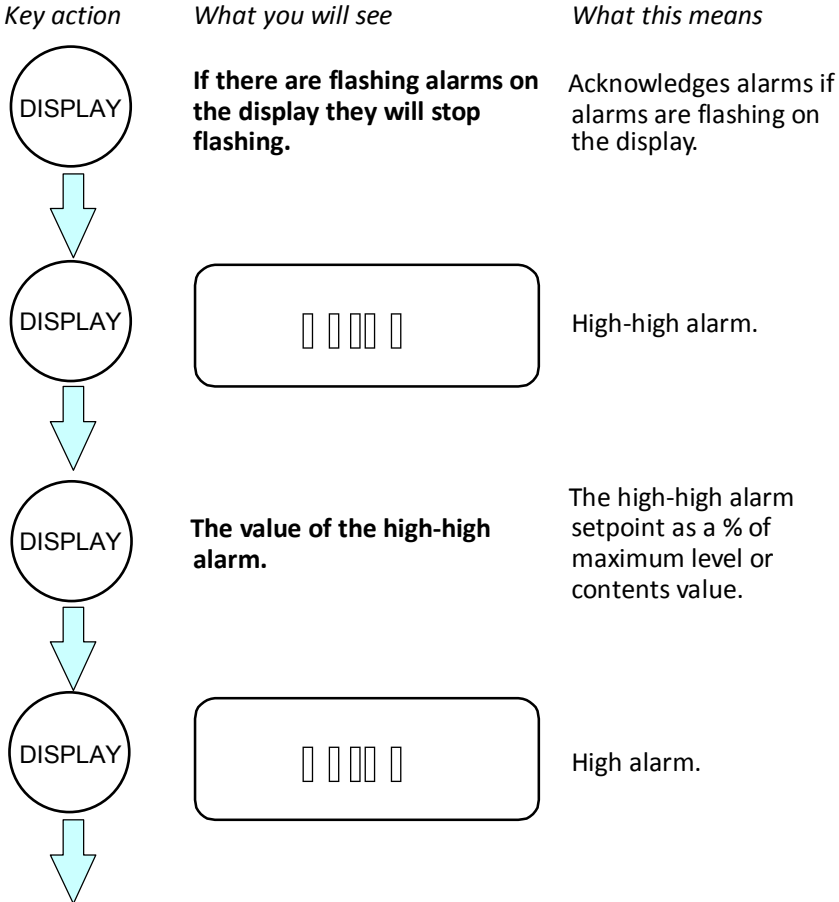 Key action What you will see What this means
DISPLAY
If there are flashing alarms on
the display they will stop
flashing.
Acknowledges alarms if
alarms are flashing on
the display.
DISPLAY
High-high alarm.
DISPLAY
The value of the high-high
alarm.
The high-high alarm
setpoint as a % of
maximum level or
contents value.
DISPLAY
High alarm.